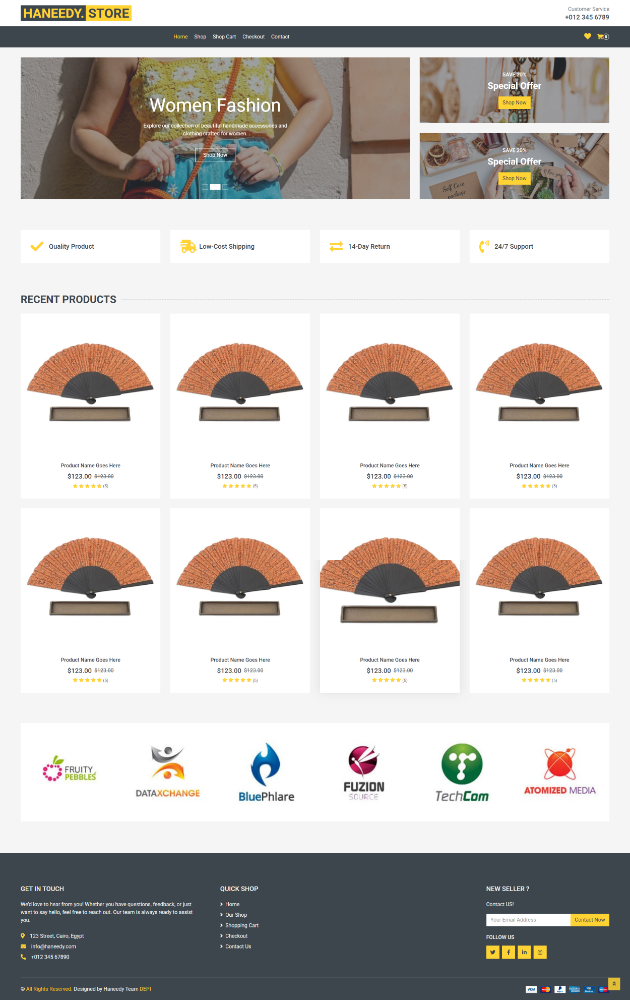 HANEEDY. STORE
Customer Service
+012 345 6789
Home Shop Shop Cart Checkout Contact
0
Women Fashion
Explore our collection of beautiful handmade accessories and
clothing crafted for women.
Shop Now
SAVE 20%
Special Offer
Shop Now
SAVE 20%
Special Offer
Shop Now
For you
Self Care
package
Quality Product
Low-Cost Shipping
14-Day Return
24/7 Support
RECENT PRODUCTS
Product Name Goes Here
$123.00 $123.00
(5)
Product Name Goes Here
$123.00 $123.00
(5)
Product Name Goes Here
$123.00 $123.00
(5)
Product Name Goes Here
$123.00 $123.00
(5)
Product Name Goes Here
$123.00 $123.00
(5)
Product Name Goes Here
$123.00 $123.00
(5)
Product Name Goes Here
$123.00 $123.00
(5)
Product Name Goes Here
$123.00 $123.00
(5)
FRUITY
PEBBLES
DATAXCHANGE
BluePhlare
FUZION
SOURCE
TechCom
ATOMIZED MEDIA
GET IN TOUCH
We'd love to hear from you! Whether you have questions, feedback, or just
want to say hello, feel free to reach out. Our team is always ready to assist
you.
123 Street, Cairo, Egypt
info@haneedy.com
+012 345 67890
QUICK SHOP
Home
Our Shop
Shopping Cart
Checkout
Contact Us
NEW SELLER ?
Contact US!
Your Email Address
Contact Now
FOLLOW US
© All Rights Reserved. Designed by Haneedy Team DEPI
VISA
PayPal
VISA
Electron